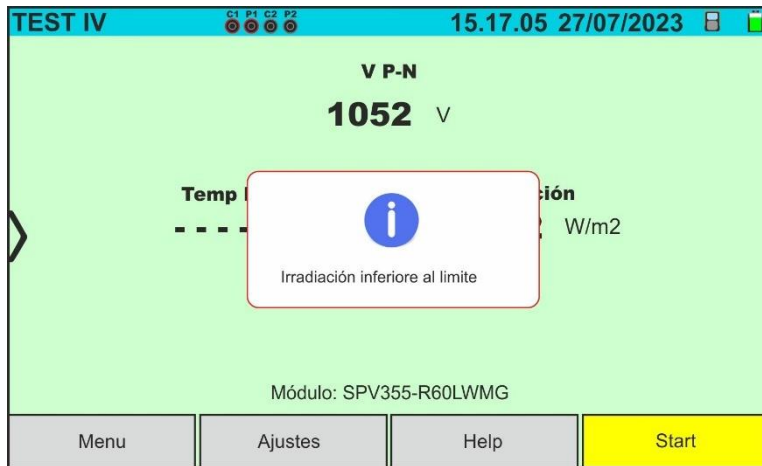 TEST IV
C1 P1 C2 P2
15.17.05 27/07/2023
V P-N
1052 V
Temp
W/m2
Irradiación inferiore al limite
Módulo: SPV355-R60LWMG
Menu
Ajustes
Help
Start